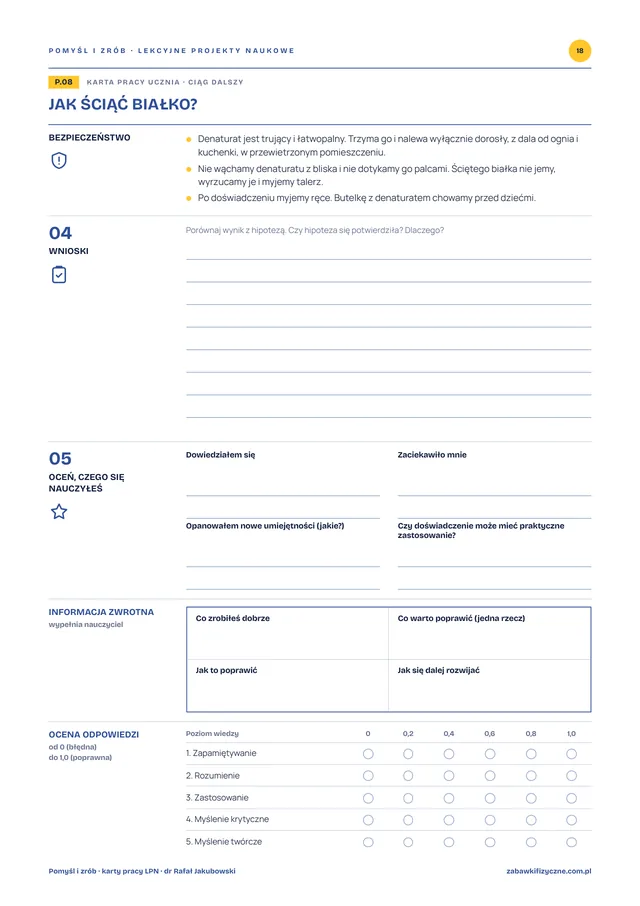 POMYŚL I ZRÓB · LEKCYJNE PROJEKTY NAUKOWE
18
P.08 KARTA PRACY UCZNIA · CIĄG DALSZY
JAK ŚCIĄĆ BIAŁKO?
BEZPIECZEŃSTWO
Denaturat jest trujący i łatwopalny. Trzyma go i nalewa wyłącznie dorosły, z dala od ognia i
kuchenki, w przewietrzonym pomieszczeniu.
Nie wąchamy denaturatu z bliska i nie dotykamy go palcami. Ściętego białka nie jemy,
wyrzucamy je i myjemy talerz.
Po doświadczeniu myjemy ręce. Butelkę z denaturatem chowamy przed dziećmi.
04
WNIOSKI
Porównaj wynik z hipotezą. Czy hipoteza się potwierdziła? Dlaczego?
05
OCEŃ, CZEGO SIĘ
NAUCZYŁEŚ
Dowiedziałem się
Zaciekawiło mnie
Opanowałem nowe umiejętności (jakie?)
Czy doświadczenie może mieć praktyczne
zastosowanie?
INFORMACJA ZWROTNA
wypełnia nauczyciel
Co zrobiłeś dobrze
Co warto poprawić (jedna rzecz)
Jak to poprawić
Jak się dalej rozwijać
OCENA ODPOWIEDZI
od 0 (błędna)
do 1,0 (poprawna)
Poziom wiedzy 0 0,2 0,4 0,6 0,8 1,0
1. Zapamiętywanie
2. Rozumienie
3. Zastosowanie
4. Myślenie krytyczne
5. Myślenie twórcze
Pomyśl i zrób · karty pracy LPN · dr Rafał Jakubowski
zabawkifizyczne.com.pl